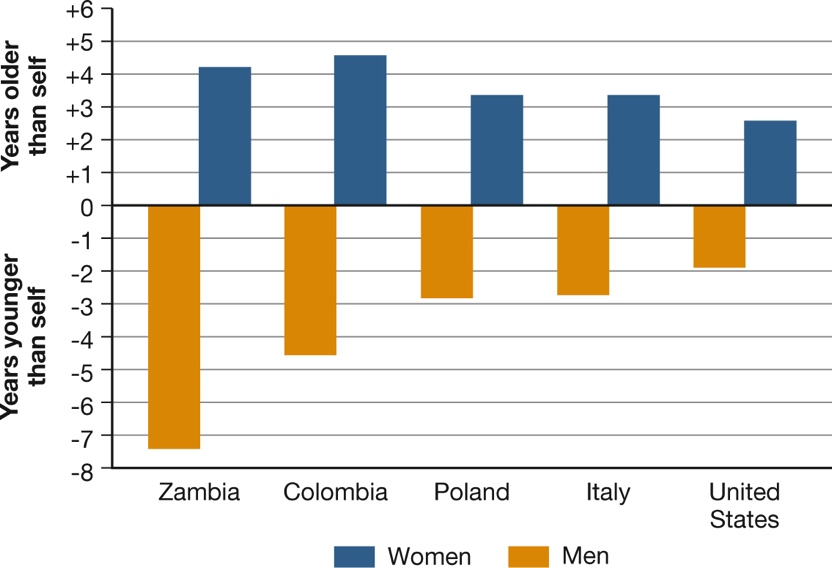 Years older
than self
Years younger
than self
+6
+5
+4
+3
+2
+1
0
-1
-2
-3
-4
-5
-6
-7
-8
Zambia
Colombia
Poland
Italy
United
States
Women
Men